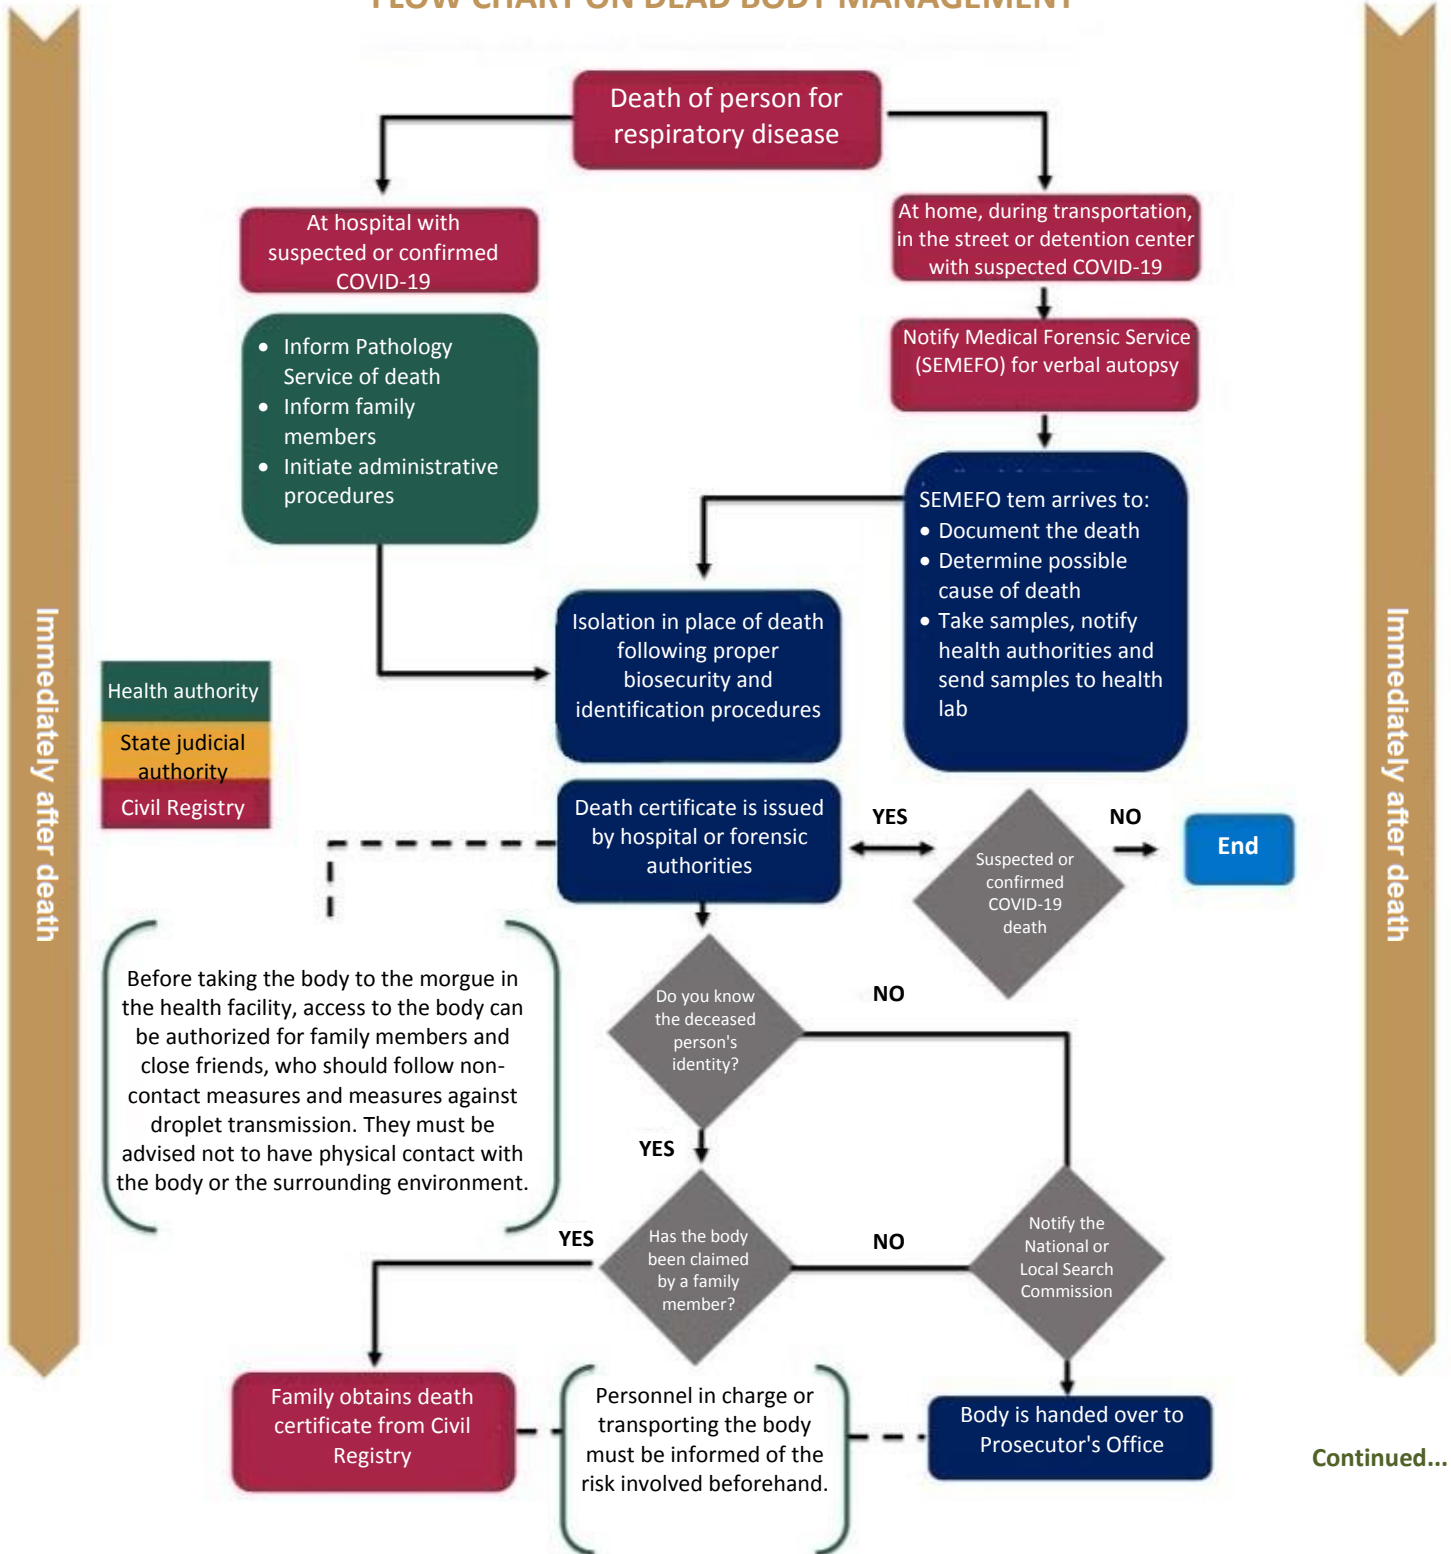 FLOW CHART ON DEAD BODY MANAGEMENT
Death of person for
respiratory disease
At hospital with
suspected or confirmed
COVID-19
At home, during transportation,
in the street or detention center
with suspected COVID-19
• Inform Pathology
Service of death
• Inform family
members
• Initiate administrative
procedures
Notify Medical Forensic Service
(SEMEFO) for verbal autopsy
SEMEFO tem arrives to:
• Document the death
• Determine possible
cause of death
• Take samples, notify
health authorities and
send samples to health
lab
Isolation in place of death
following proper
biosecurity and
identification procedures
Immediately after death
Immediately after death
Health authority
State judicial
authority
Civil Registry
Death certificate is issued
by hospital or forensic
authorities
YES
Suspected or
confirmed
COVID-19
death
NO
End
Before taking the body to the morgue in
the health facility, access to the body can
be authorized for family members and
close friends, who should follow non-
contact measures and measures against
droplet transmission. They must be
advised not to have physical contact with
the body or the surrounding environment.
Do you know
the deceased
person's
identity?
NO
YES
YES
Has the body
been claimed
by a family
member?
NO
Notify the
National or
Local Search
Commission
Family obtains death
certificate from Civil
Registry
Personnel in charge or
transporting the body
must be informed of the
risk involved beforehand.
Body is handed over to
Prosecutor's Office
Continued...